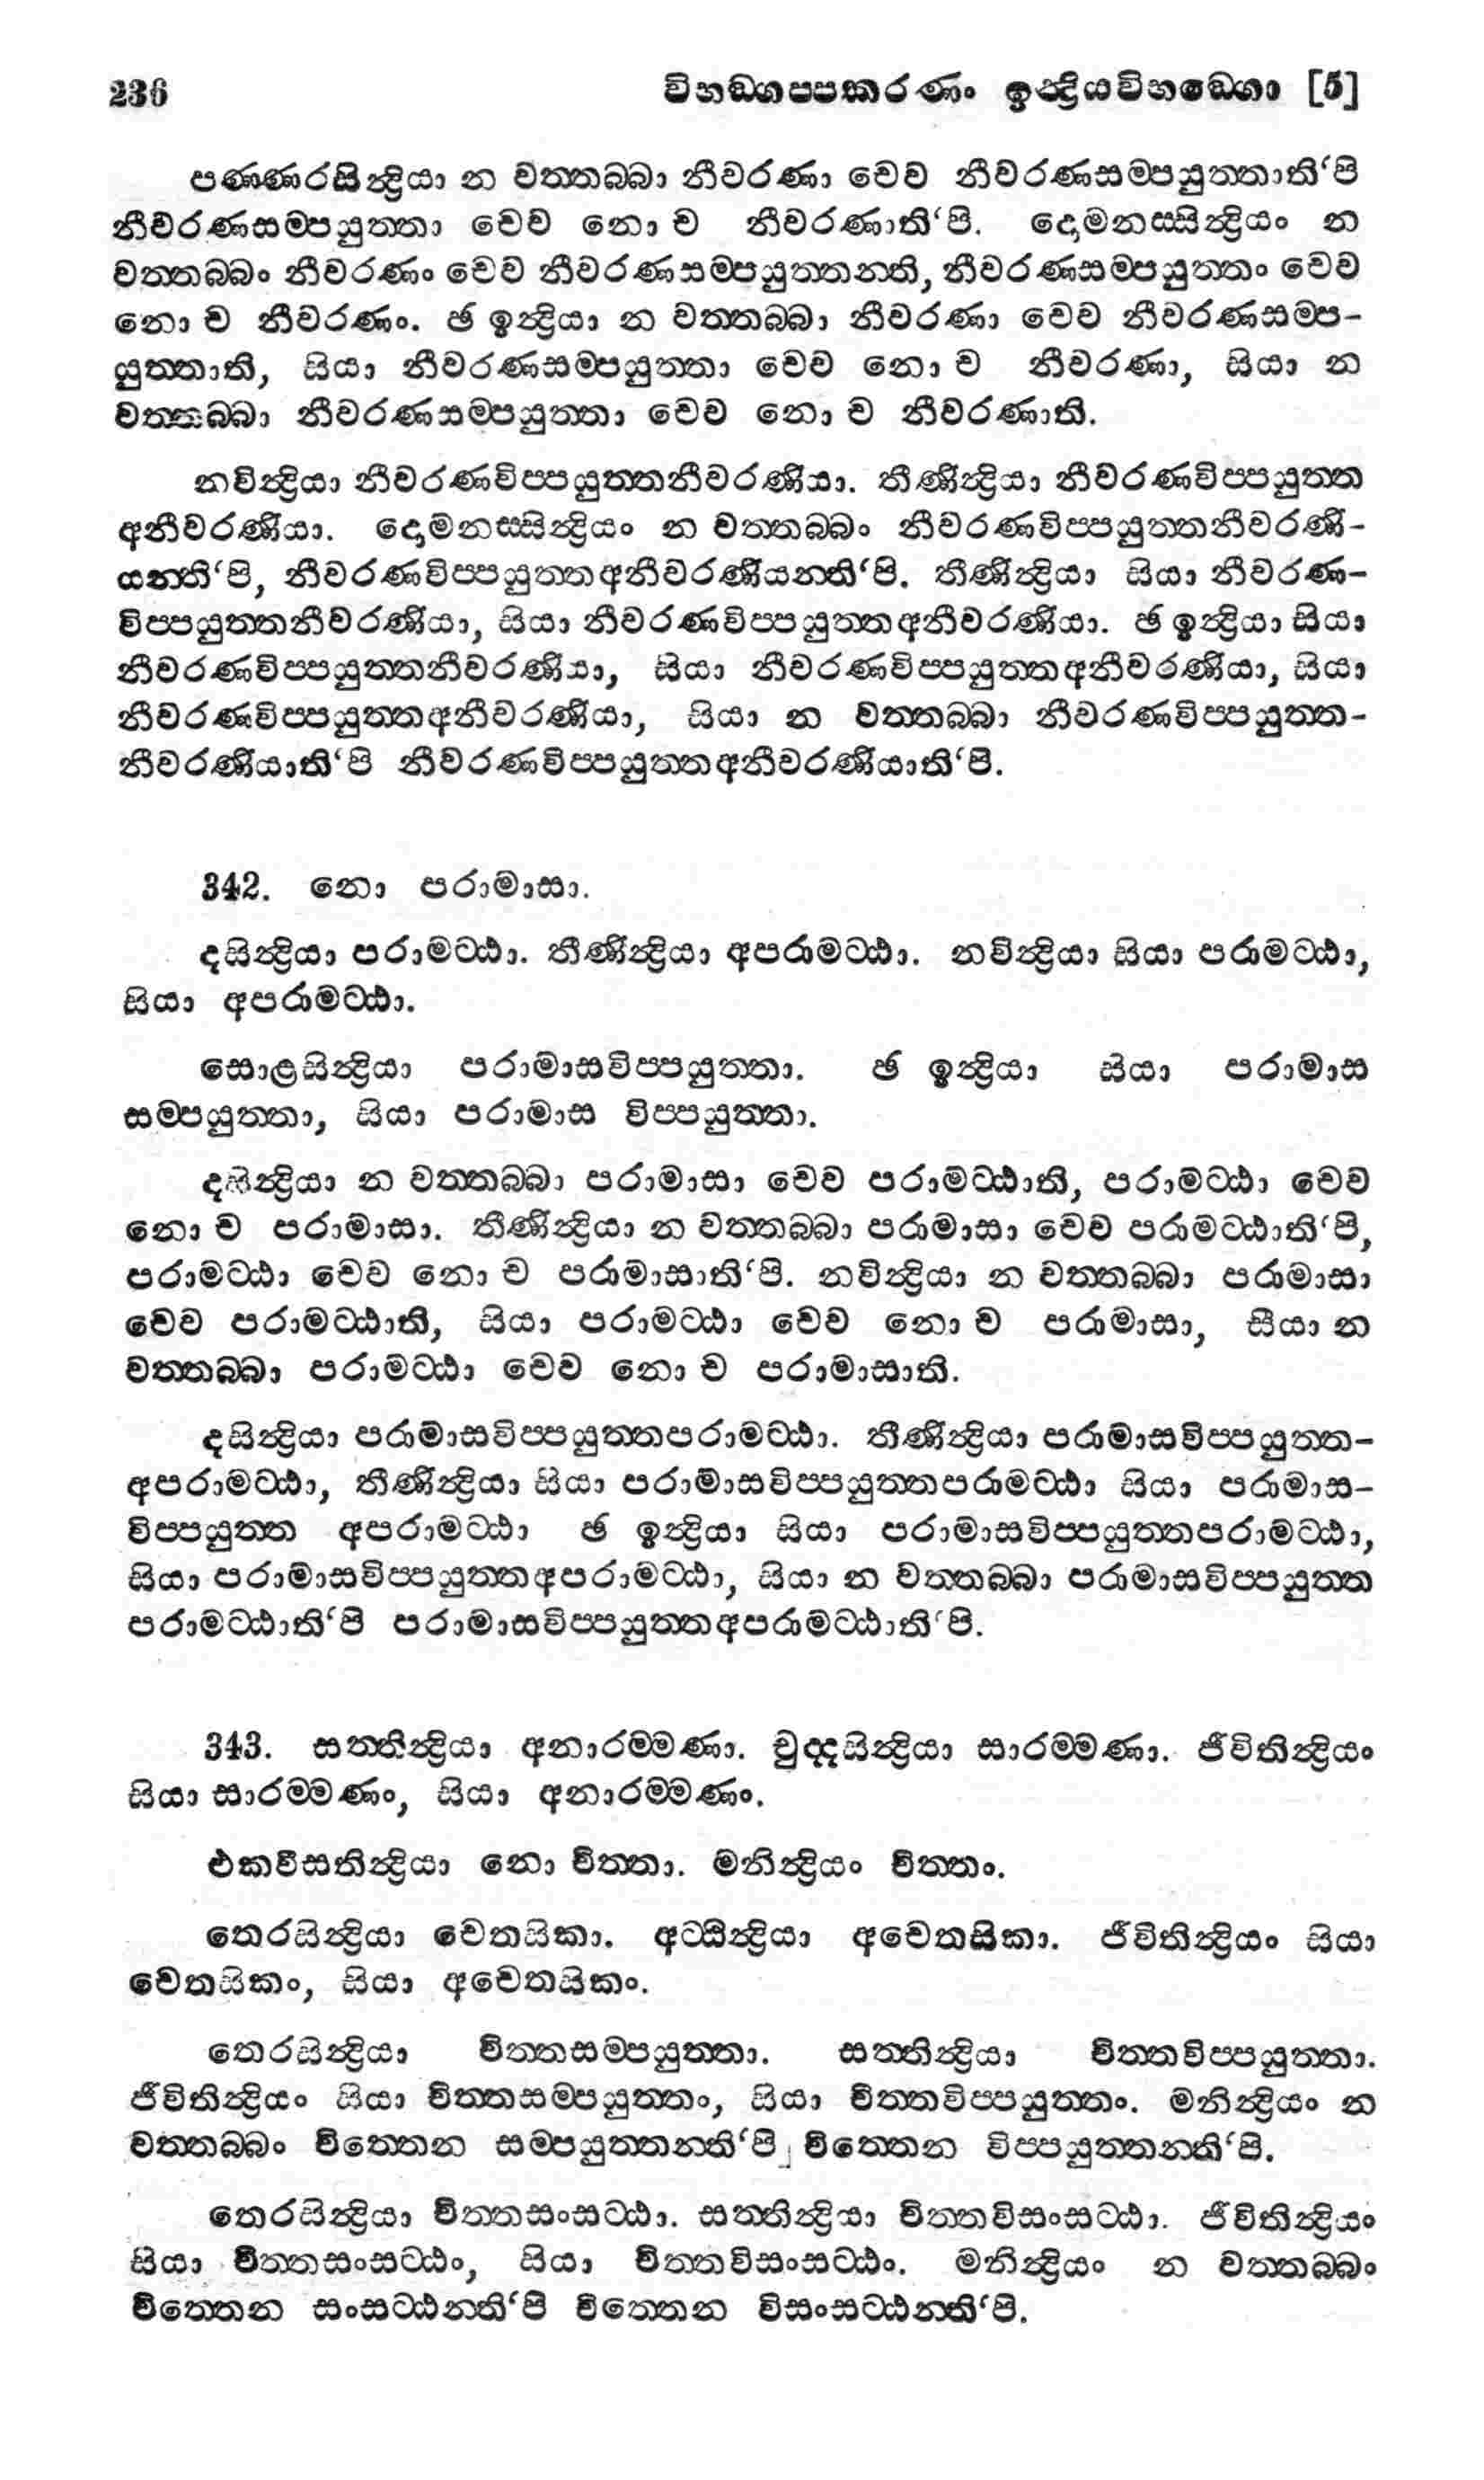 236 විභඞ්ගප්පකරණං ඉන්ද්‍රියවිභඞ්ගො [5]
පණ්ණරසින්ද්‍රියා න වත්තබ්බා නීවරණා චෙව නීවරණසම්පයුත්තාති‘පි
නීවරණසම්පයුත්තා චෙව නො ච නීවරණාති‘පි. දොමනස්සින්ද්‍රියං න
වත්තබ්බං නීවරණං චෙව නීවරණසම්පයුත්තන්ති, නීවරණසම්පයුත්තං චෙව
නො ච නීවරණං. ඡ ඉන්ද්‍රියා න වත්තබ්බා නීවරණා චෙව නීවරණසම්ප-
යුත්තාති, සියා නීවරණසම්පයුත්තා චෙව නො ච නීවරණා, සියා න
වත්තබ්බා නීවරණසම්පයුත්තා චෙව නො ච නීවරණාති.
නවින්ද්‍රියා නීවරණවිප්පයුත්තනීවරණියා. තීණින්ද්‍රියා නීවරණවිප්පයුත්ත
අනීවරණියා. දොමනස්සින්ද්‍රියං න වත්තබ්බං නීවරණවිප්පයුත්තනීවරණි-
යන්ති‘පි, නීවරණවිප්පයුත්තඅනීවරණියන්ති‘පි. තීණින්ද්‍රියා සියා නීවරණ-
විප්පයුත්තනීවරණියා, සියා නීවරණවිප්පයුත්තඅනීවරණියා. ඡ ඉන්ද්‍රියා සියා
නීවරණවිප්පයුත්තනීවරණියා, සියා නීවරණවිප්පයුත්තඅනීවරණියා, සියා
නීවරණවිප්පයුත්තඅනීවරණියා, සියා න වත්තබ්බා නීවරණවිප්පයුත්ත-
නීවරණියාති‘පි නීවරණවිප්පයුත්තඅනීවරණියාති‘පි.
342. නො පරාමාසා.
දසින්ද්‍රියා පරාමට්ඨා. තීණින්ද්‍රියා අපරාමට්ඨා. නවින්ද්‍රියා සියා පරාමට්ඨා,
සියා අපරාමට්ඨා.
සොළසින්ද්‍රියා පරාමාසවිප්පයුත්තා. ඡ ඉන්ද්‍රියා සියා පරාමාස
සම්පයුත්තා, සියා පරාමාස විප්පයුත්තා.
දසින්ද්‍රියා න වත්තබ්බා පරාමාසා චෙව පරාමට්ඨාති, පරාමට්ඨා චෙව
නො ච පරාමාසා. තීණින්ද්‍රියා න වත්තබ්බා පරාමාසා චෙව පරාමට්ඨාති‘පි,
පරාමට්ඨා චෙව නො ච පරාමාසාති‘පි. නවින්ද්‍රියා න වත්තබ්බා පරාමාසා
චෙව පරාමට්ඨාති, සියා පරාමට්ඨා චෙව නො ච පරාමාසා, සියා න
වත්තබ්බා පරාමට්ඨා චෙව නො ච පරාමාසාති.
දසින්ද්‍රියා පරාමාසවිප්පයුත්තපරාමට්ඨා. තීණින්ද්‍රියා පරාමාසවිප්පයුත්ත-
අපරාමට්ඨා, තීණින්ද්‍රියා සියා පරාමාසවිප්පයුත්තපරාමට්ඨා සියා පරාමාස-
විප්පයුත්ත අපරාමට්ඨා ඡ ඉන්ද්‍රියා සියා පරාමාසවිප්පයුත්තපරාමට්ඨා,
සියා පරාමාසවිප්පයුත්තඅපරාමට්ඨා, සියා න වත්තබ්බා පරාමාසවිප්පයුත්ත
පරාමට්ඨාති‘පි පරාමාසවිප්පයුත්තඅපරාමට්ඨාති‘පි.
343. සත්තින්ද්‍රියා අනාරම්මණා. චුද්දසින්ද්‍රියා සාරම්මණා. ජීවිතින්ද්‍රියං
සියා සාරම්මණං, සියා අනාරම්මණං.
එකවීසතින්ද්‍රියා නො චිත්තා. මනින්ද්‍රියං චිත්තං.
තෙරසින්ද්‍රියා චෙතසිකා. අට්ඨින්ද්‍රියා අචෙතසිකා. ජීවිතින්ද්‍රියං සියා
චෙතසිකං, සියා අචෙතසිකං.
තෙරසින්ද්‍රියා චිත්තසම්පයුත්තා. සත්තින්ද්‍රියා චිත්තවිප්පයුත්තා.
ජීවිතින්ද්‍රියං සියා චිත්තසම්පයුත්තං, සියා චිත්තවිප්පයුත්තං. මනින්ද්‍රියං න
වත්තබ්බං චිත්තෙන සම්පයුත්තන්ති‘පි, චිත්තෙන විප්පයුත්තන්ති‘පි.
තෙරසින්ද්‍රියා චිත්තසංසට්ඨා. සත්තින්ද්‍රියා චිත්තවිසංසට්ඨා. ජීවිතින්ද්‍රියං
සියා චිත්තසංසට්ඨං, සියා චිත්තවිසංසට්ඨං. මනින්ද්‍රියං න වත්තබ්බං
චිත්තෙන සංසට්ඨන්ති‘පි චිත්තෙන විසංසට්ඨන්ති‘පි.